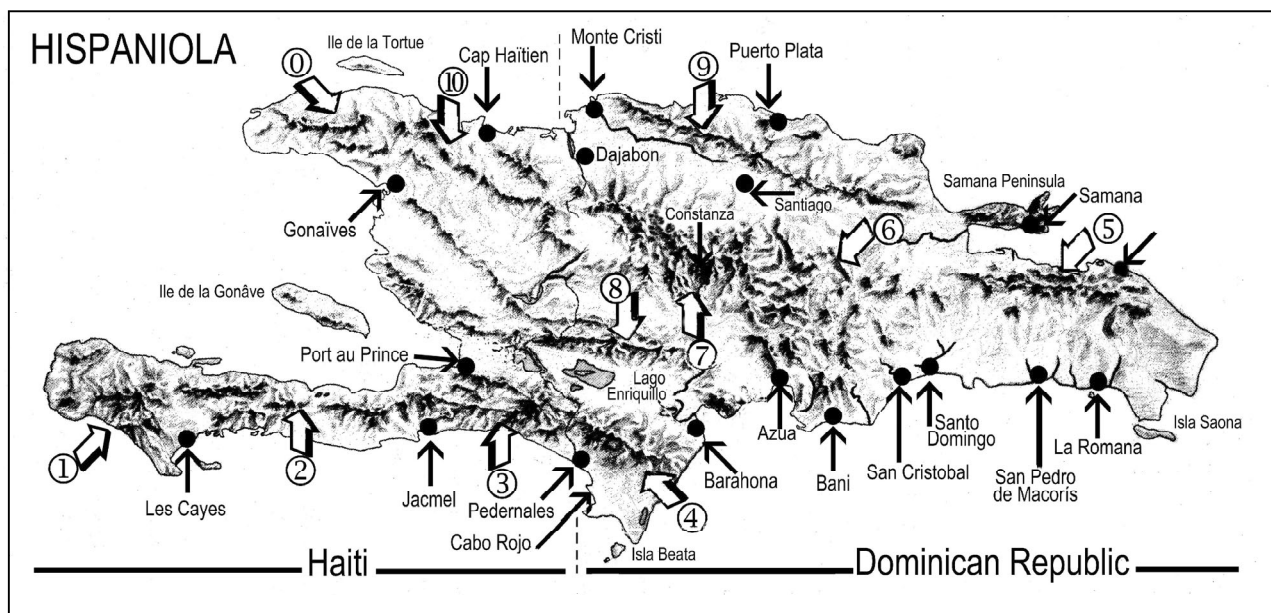 HISPANIOLA
Ile de la Tortue
Cap Haïtien
Monte Cristi
Puerto Plata
⓪
⑩
⑨
Dajabon
Santiago
Samana Peninsula
Samana
Gonaïves
Constanza
⑥
⑤
Ile de la Gonâve
⑧
Port au Prince
⑦
Lago
Enriquillo
①
②
③
④
Les Cayes
Jacmel
Pedernales
Cabo Rojo
Isla Beata
Barahona
Azua
Bani
San Cristobal
Santo
Domingo
San Pedro
de Macorís
La Romana
Isla Saona
Haiti
Dominican Republic